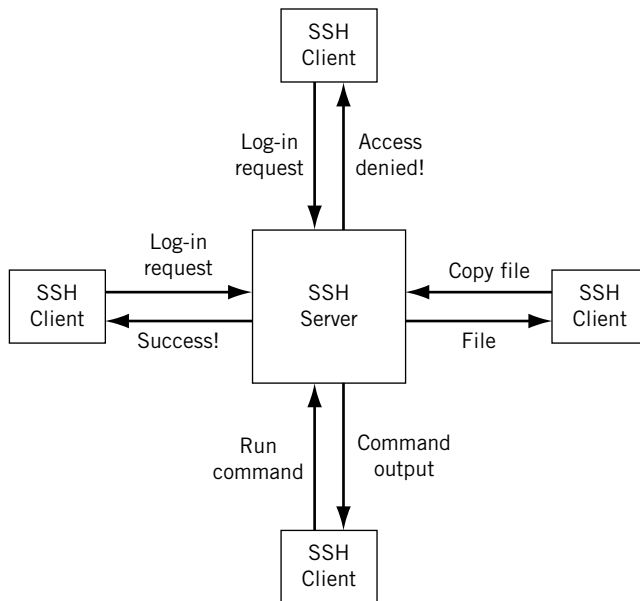 SSH
Client
Log-in
request
Access
denied!
Log-in
request
SSH
Client
Success!
SSH
Server
Copy file
File
SSH
Client
Run
command
Command
output
SSH
Client